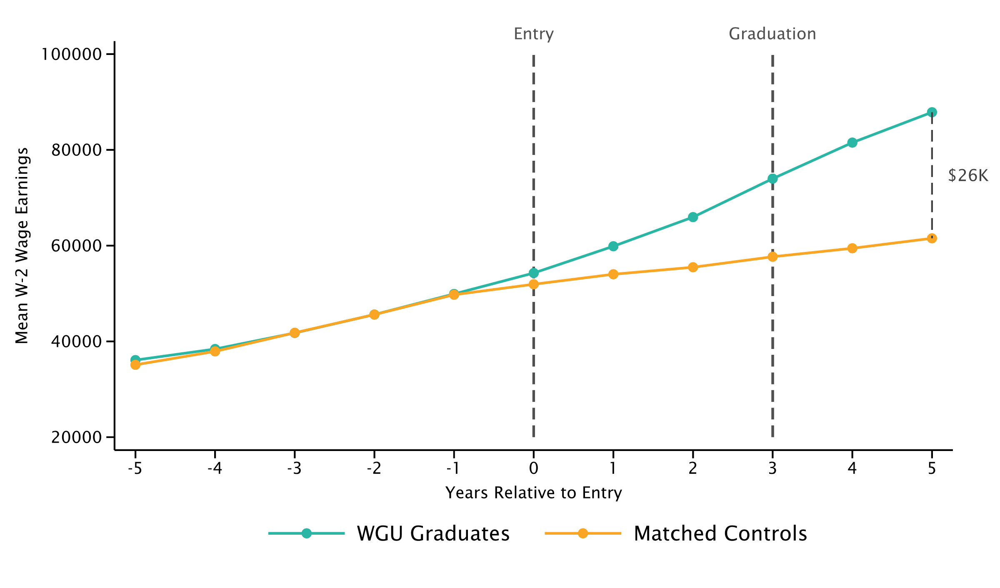 Entry
Graduation
100000
80000
60000
40000
20000
Mean W-2 Wage Earnings
$26K
-5 -4 -3 -2 -1 0 1 2 3 4 5
Years Relative to Entry
WGU Graduates
Matched Controls